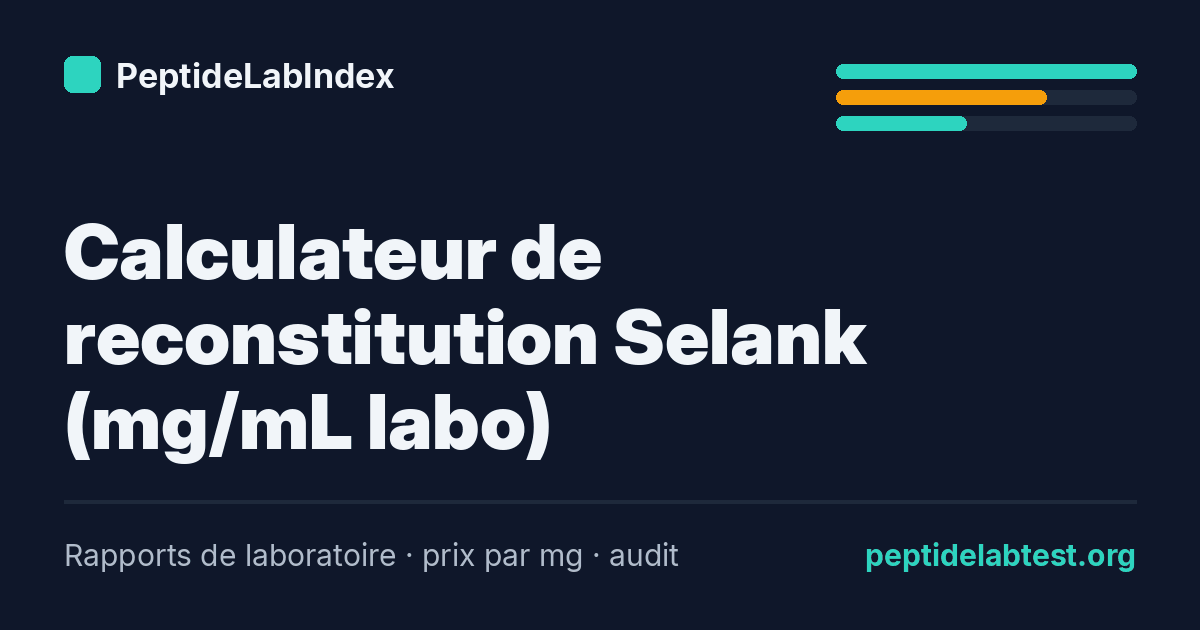 PeptideLabIndex
Calculateur de
reconstitution Selank
(mg/mL labo)
Rapports de laboratoire · prix par mg · audit
peptidelabtest.org